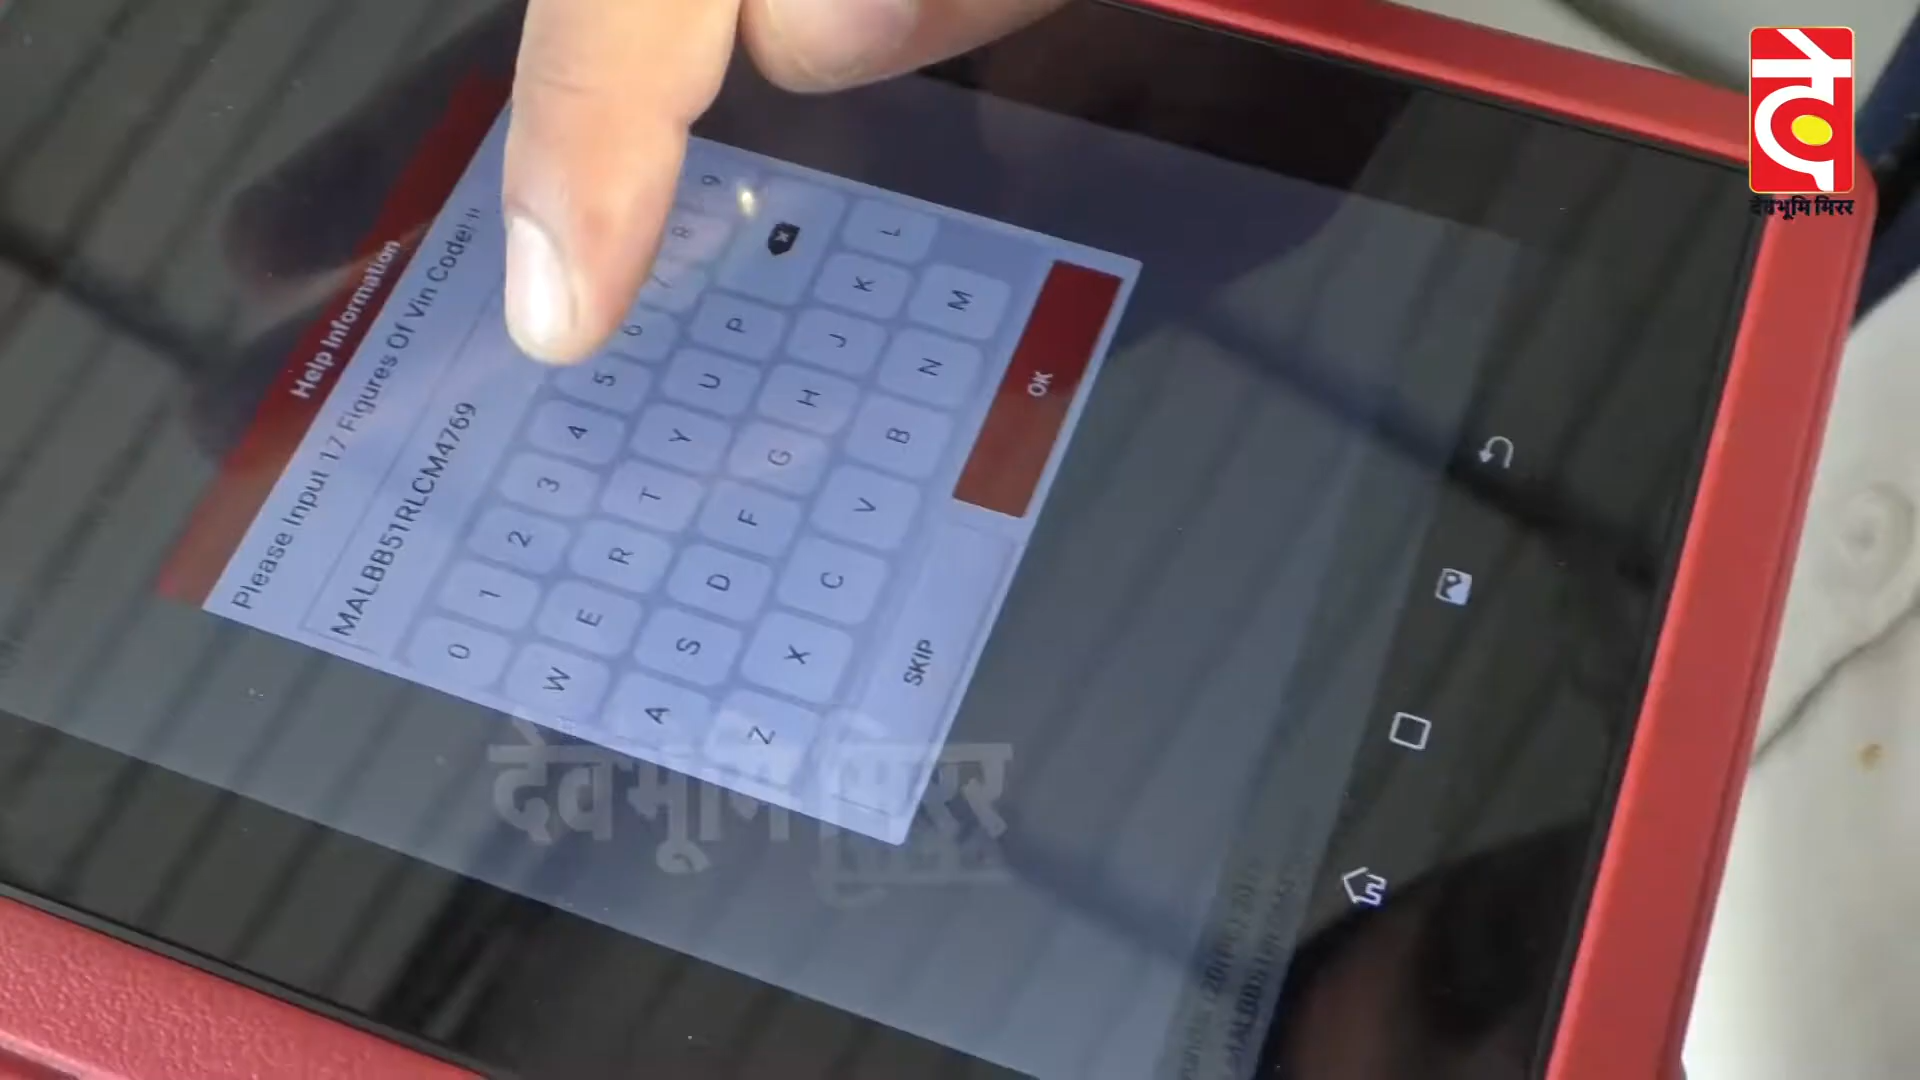 दे
देवभूमि मिरर
Help Information
Please Input 17 Figures Of Vin Code! !!
MALBB51RLCM4769
0 1 2 3 4 5 6 7 8 9
W E R T Y U P
A S D F G H J K L
Z X C V B N M
SKIP
OK
देवभूमि मिरर